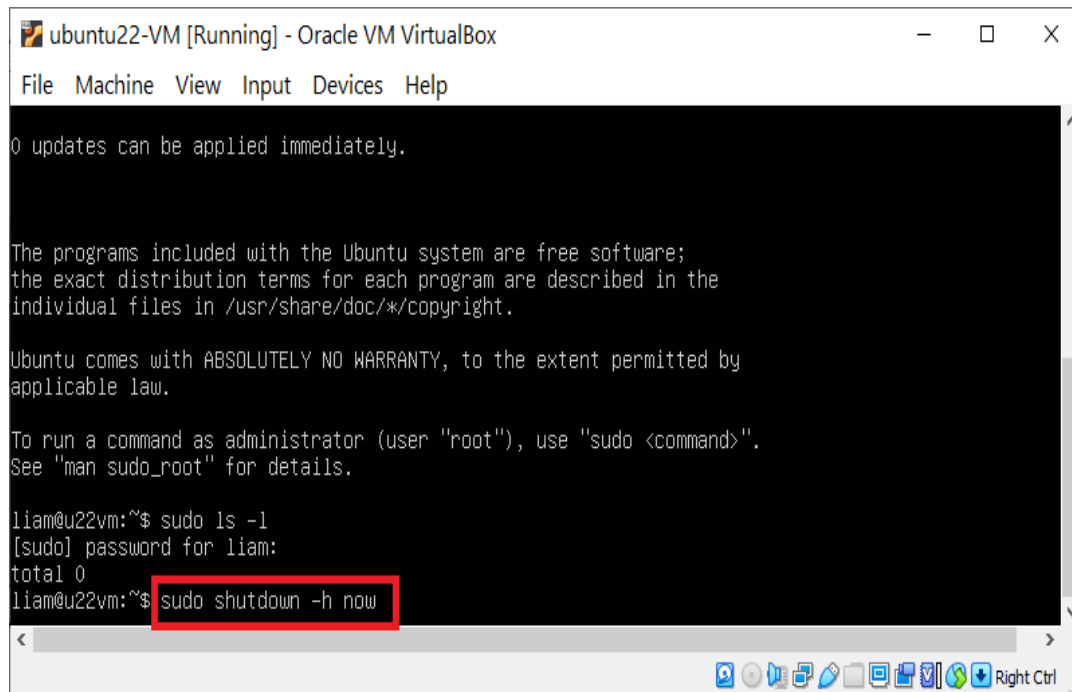 ubuntu22-VM [Running] - Oracle VM VirtualBox
File Machine View Input Devices Help
0 updates can be applied immediately.
The programs included with the Ubuntu system are free software;
the exact distribution terms for each program are described in the
individual files in /usr/share/doc/*/copyright.
Ubuntu comes with ABSOLUTELY NO WARRANTY, to the extent permitted by
applicable law.
To run a command as administrator (user "root"), use "sudo <command>".
See "man sudo_root" for details.
liam@u22vm:~$ sudo ls -l
[sudo] password for liam:
total 0
liam@u22vm:~$ sudo shutdown -h now
Right Ctrl